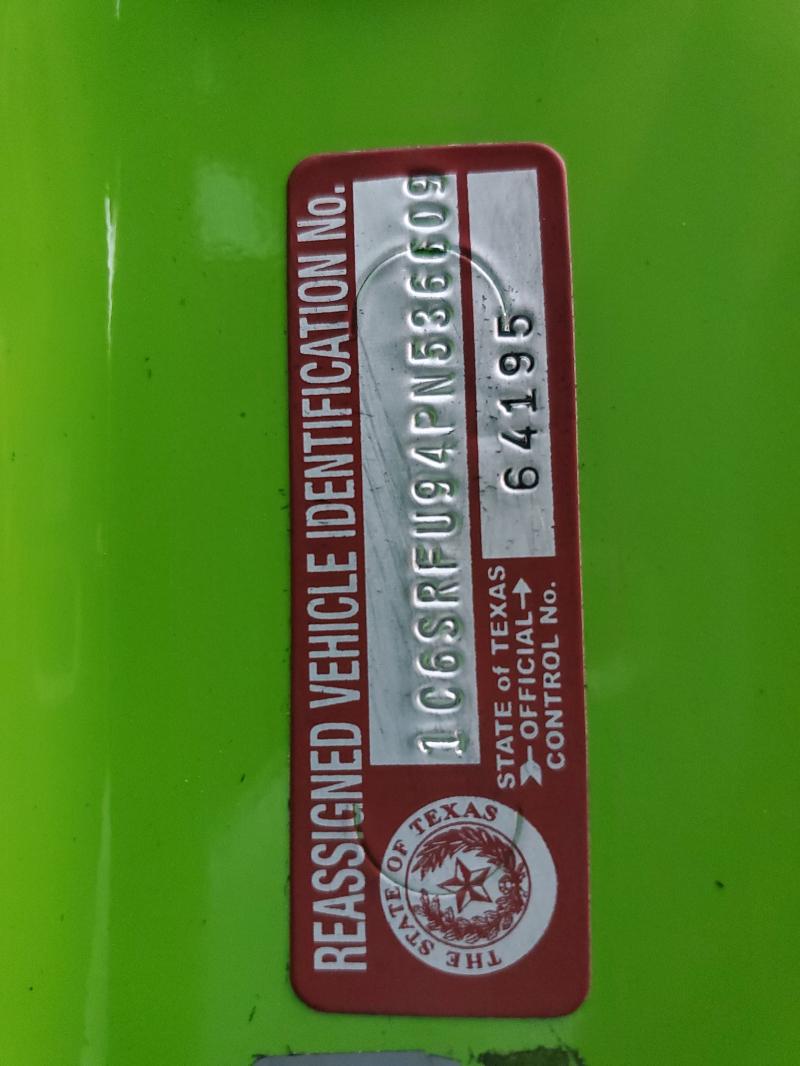 REASSIGNED VEHICLE IDENTIFICATION No.
1C6SRFU94PN536609
THE STATE OF TEXAS
STATE of TEXAS
OFFICIAL
CONTROL No.
64195